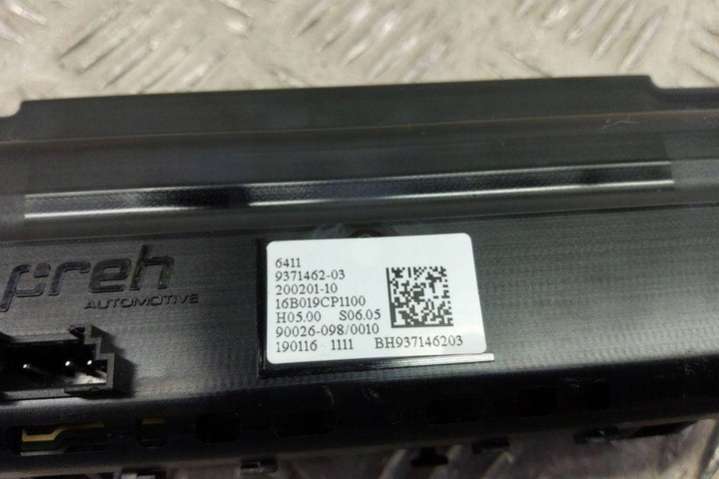 preh
AUTOMOTIVE
6411
9371462-03
200201-10
16B019CP1100
H05.00 S06.05
90026-098/0010
190116 1111 BH937146203